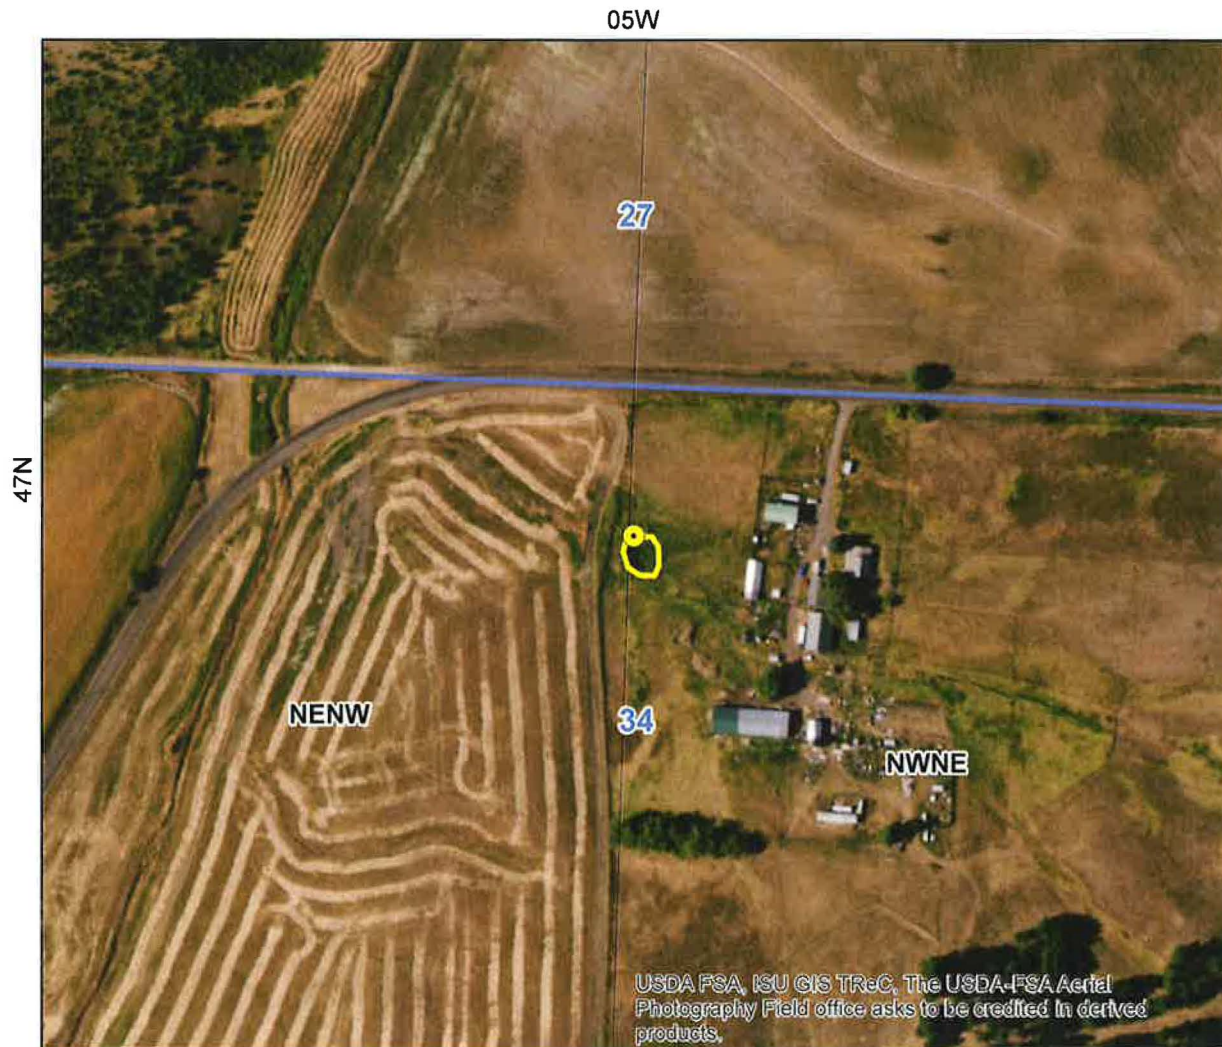 05W
27
47N
NENW
34
NWNE
USDA FSA, ISU GIS TReC, The USDA-FSA Aerial
Photography Field office asks to be credited in derived
products.